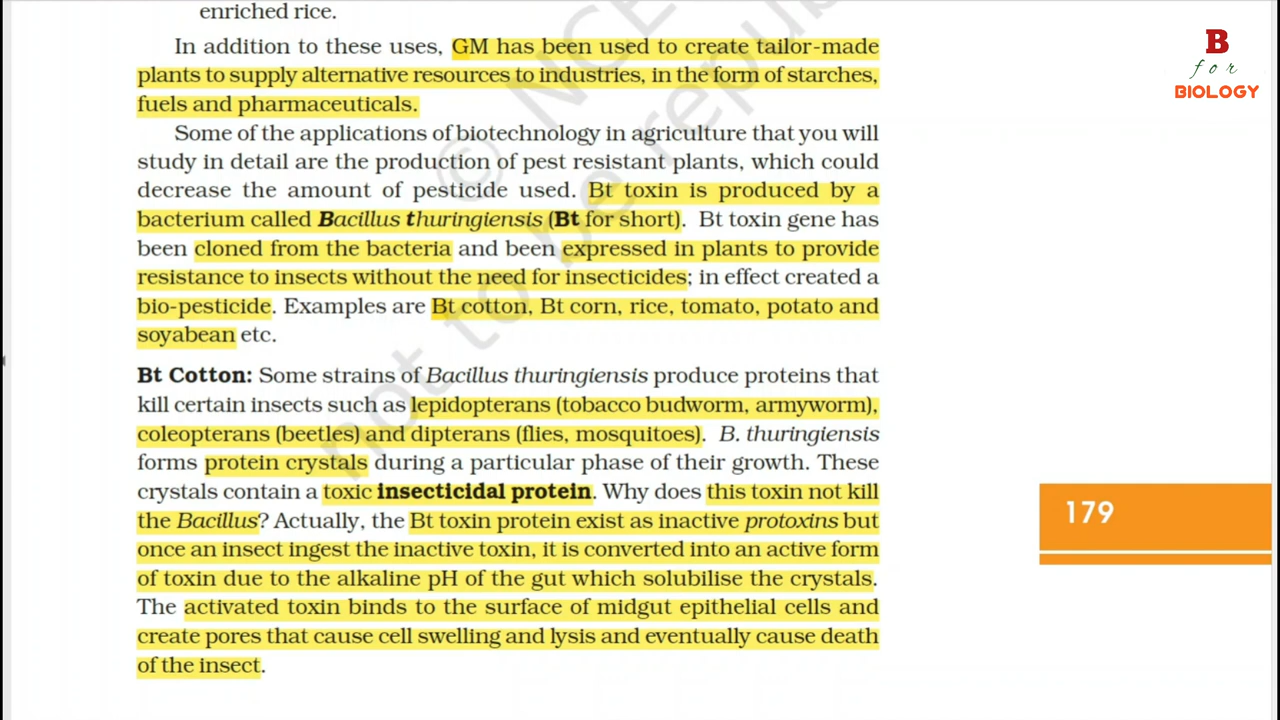 enriched rice.
In addition to these uses, GM has been used to create tailor-made
plants to supply alternative resources to industries, in the form of starches,
fuels and pharmaceuticals.
Some of the applications of biotechnology in agriculture that you will
study in detail are the production of pest resistant plants, which could
decrease the amount of pesticide used. Bt toxin is produced by a
bacterium called Bacillus thuringiensis (Bt for short). Bt toxin gene has
been cloned from the bacteria and been expressed in plants to provide
resistance to insects without the need for insecticides; in effect created a
bio-pesticide. Examples are Bt cotton, Bt corn, rice, tomato, potato and
soyabean etc.
Bt Cotton: Some strains of Bacillus thuringiensis produce proteins that
kill certain insects such as lepidopterans (tobacco budworm, armyworm),
coleopterans (beetles) and dipterans (flies, mosquitoes). B. thuringiensis
forms protein crystals during a particular phase of their growth. These
crystals contain a toxic insecticidal protein. Why does this toxin not kill
the Bacillus? Actually, the Bt toxin protein exist as inactive protoxins but
once an insect ingest the inactive toxin, it is converted into an active form
of toxin due to the alkaline pH of the gut which solubilise the crystals.
The activated toxin binds to the surface of midgut epithelial cells and
create pores that cause cell swelling and lysis and eventually cause death
of the insect.
B
for
BIOLOGY
179
© NCE
not to be repub